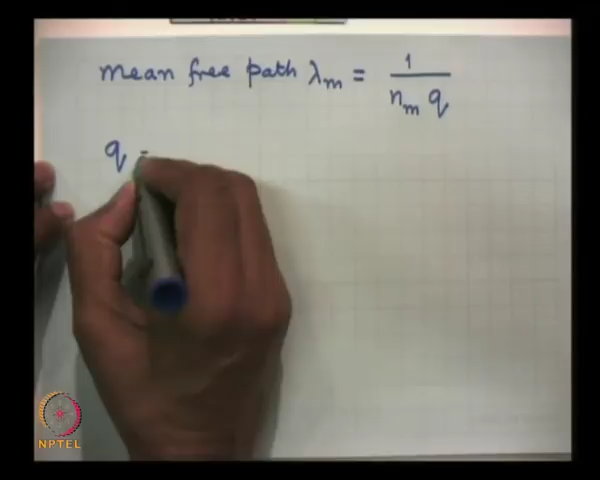 mean free path λₘ = 1 / nₘ q
q =
NPTEL